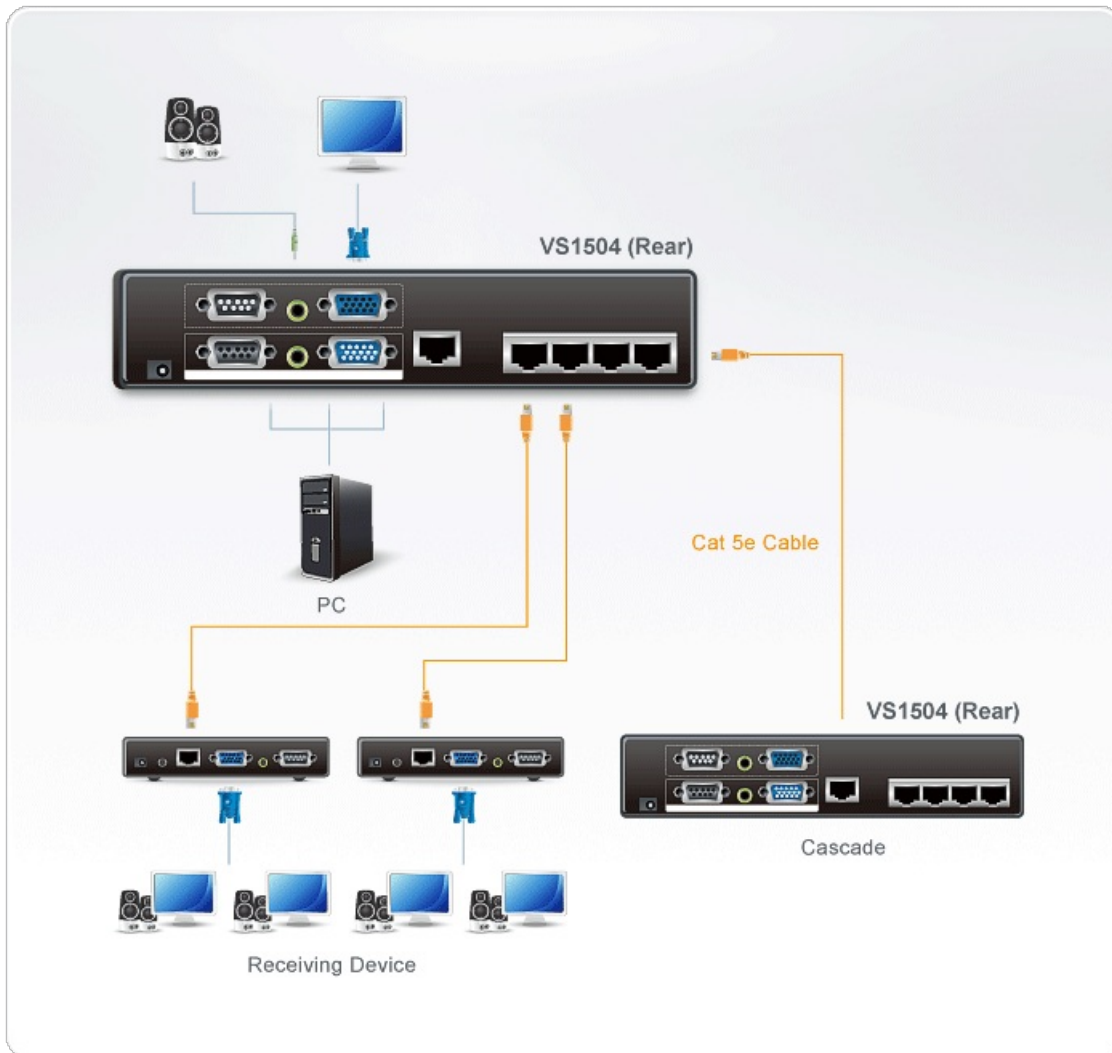 VS1504 (Rear)
PC
Cat 5e Cable
VS1504 (Rear)
Cascade
Receiving Device